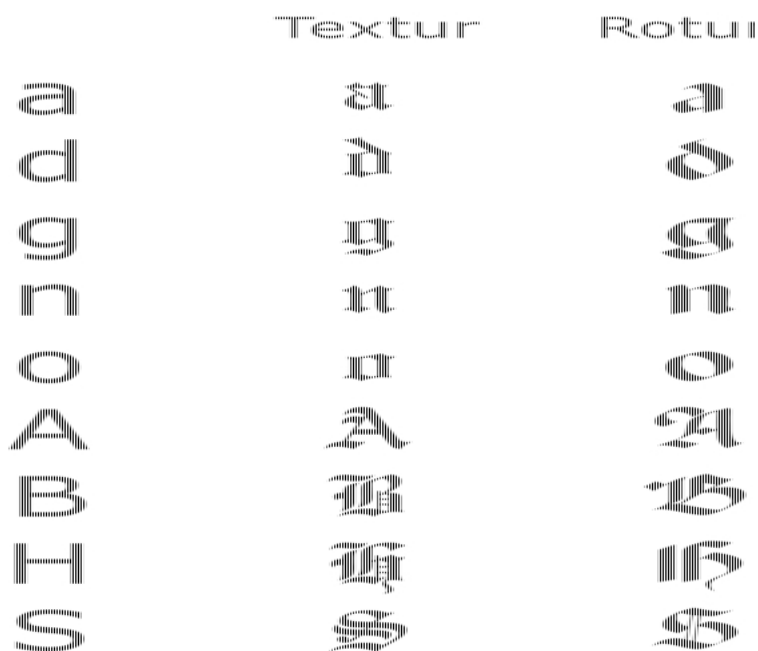 Textur Rotu
a a a
d d d
g g g
n n n
o o o
A A A
B B B
H H H
S S S